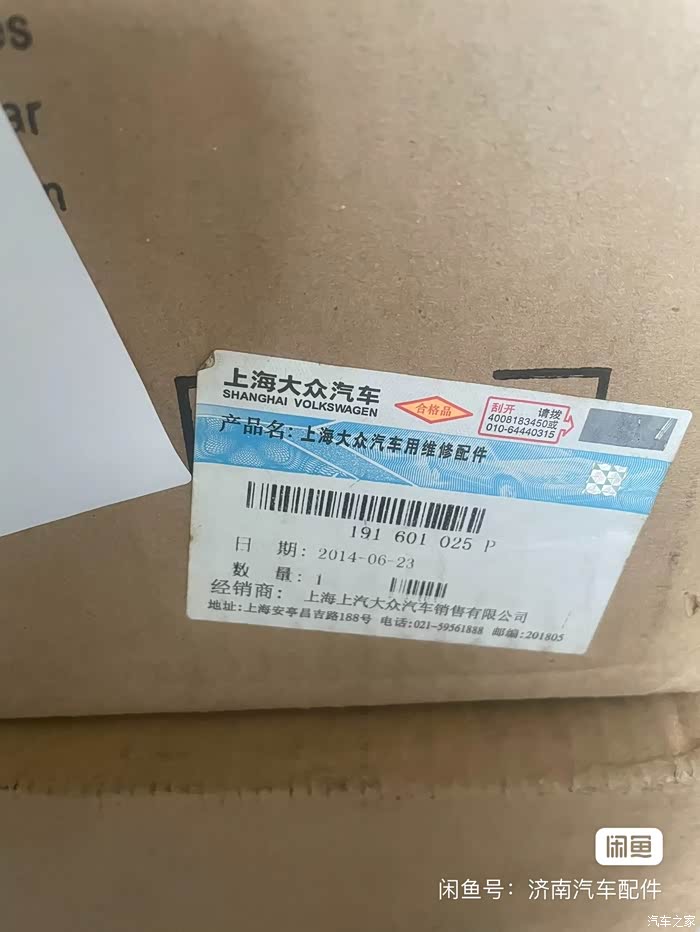 es
ar
n
上海大众汽车
SHANGHAI VOLKSWAGEN
合格品
刮开 请拨
4008183450或
010-64440315
产品名：上海大众汽车用维修配件
191 601 025 P
日 期：2014-06-23
数 量：1
经销商： 上海上汽大众汽车销售有限公司
地址：上海安亭昌吉路188号 电话：021-59561888 邮编：201805
闲鱼
闲鱼号：济南汽车配件
汽车之家